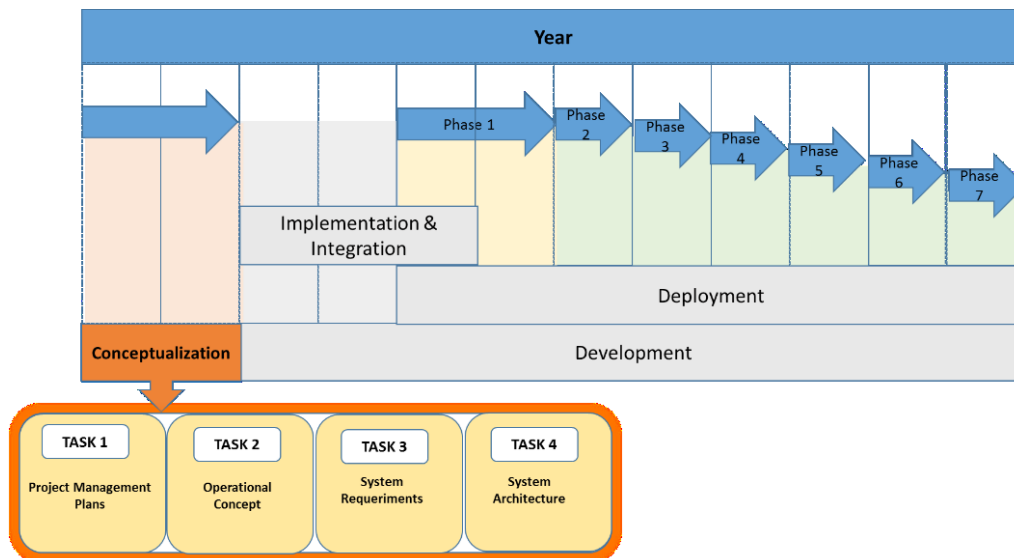 Year
Phase 1
Phase
2
Phase
3
Phase
4
Phase
5
Phase
6
Phase
7
Implementation &
Integration
Deployment
Conceptualization
Development
TASK 1
Project Management
Plans
TASK 2
Operational
Concept
TASK 3
System
Requeriments
TASK 4
System
Architecture